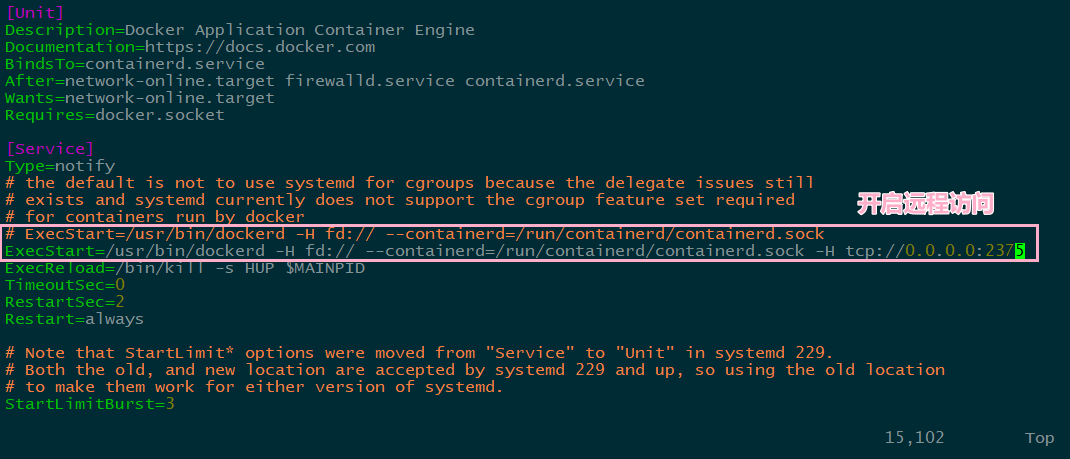 [Unit]
Description=Docker Application Container Engine
Documentation=https://docs.docker.com
BindsTo=containerd.service
After=network-online.target firewalld.service containerd.service
Wants=network-online.target
Requires=docker.socket
[Service]
Type=notify
# the default is not to use systemd for cgroups because the delegate issues still
# exists and systemd currently does not support the cgroup feature set required
开启远程访问
# for containers run by docker
# ExecStart=/usr/bin/dockerd -H fd:// --containerd=/run/containerd/containerd.sock
ExecStart=/usr/bin/dockerd -H fd:// --containerd=/run/containerd/containerd.sock -H tcp://0.0.0.0:2375
ExecReload=/bin/kill -s HUP $MAINPID
TimeoutSec=0
RestartSec=2
Restart=always
# Note that StartLimit* options were moved from "Service" to "Unit" in systemd 229.
# Both the old, and new location are accepted by systemd 229 and up, so using the old location
# to make them work for either version of systemd.
StartLimitBurst=3
15,102 Top